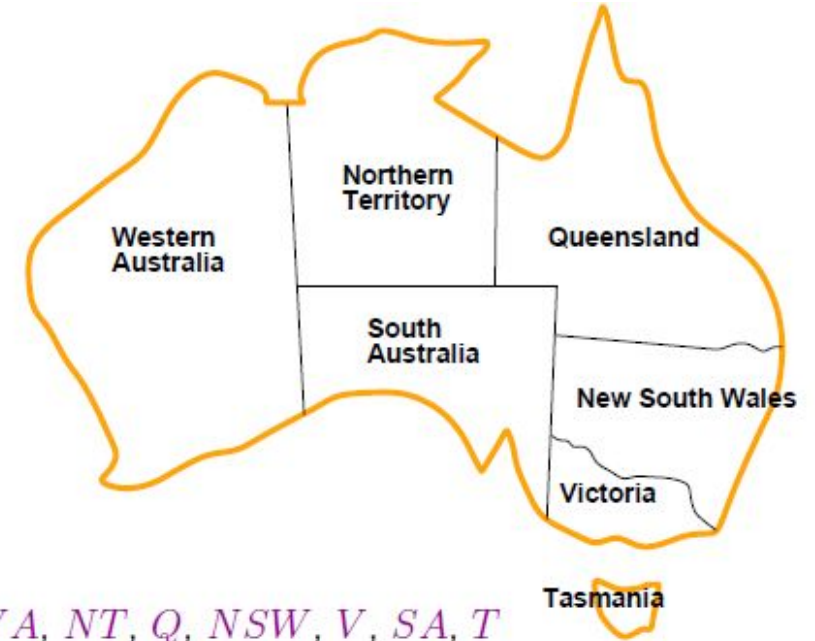 Northern
Territory
Western
Australia
Queensland
South
Australia
New South Wales
Victoria
Tasmania
A, NT, Q, NSW, V, SA, T